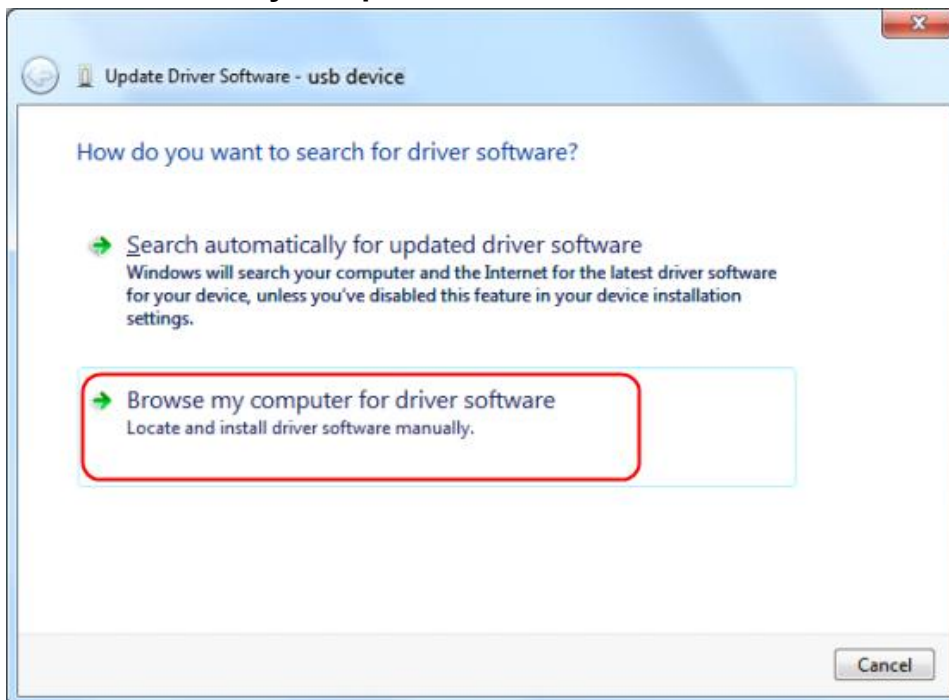 Update Driver Software - usb device
How do you want to search for driver software?
Search automatically for updated driver software
Windows will search your computer and the Internet for the latest driver software
for your device, unless you've disabled this feature in your device installation
settings.
Browse my computer for driver software
Locate and install driver software manually.
Cancel